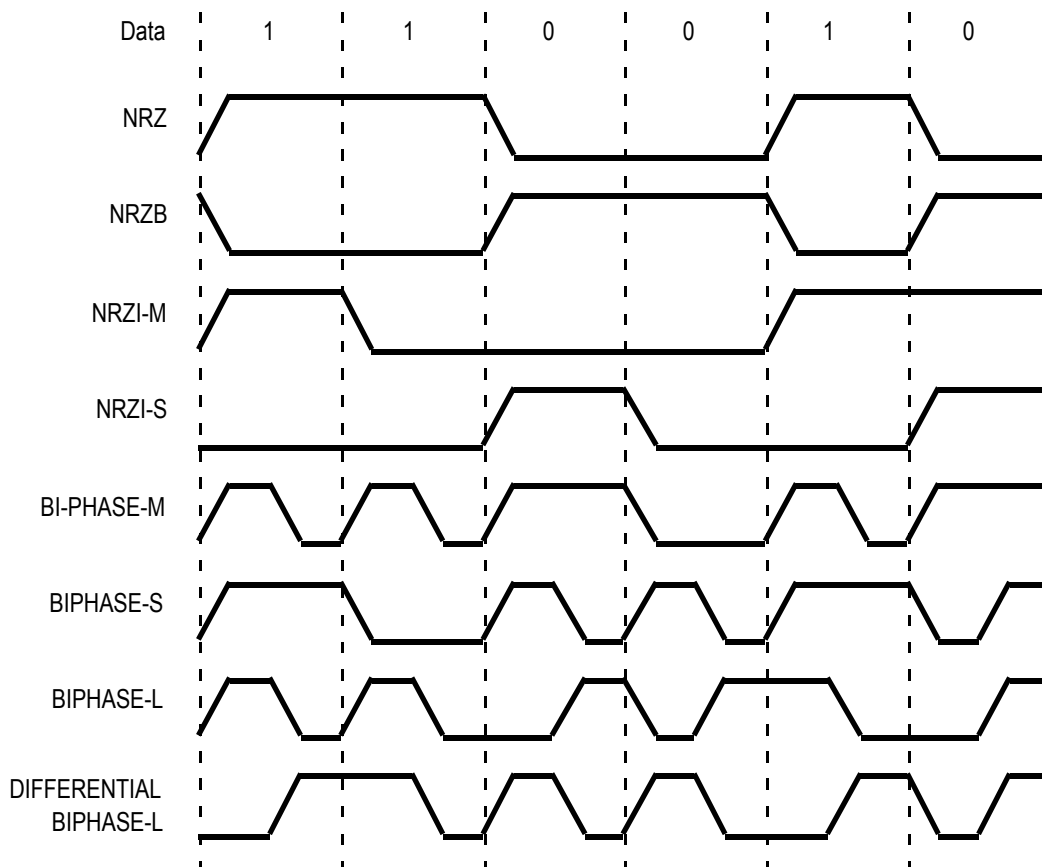 Data 1 1 0 0 1 0
NRZ
NRZB
NRZI-M
NRZI-S
BI-PHASE-M
BIPHASE-S
BIPHASE-L
DIFFERENTIAL
BIPHASE-L